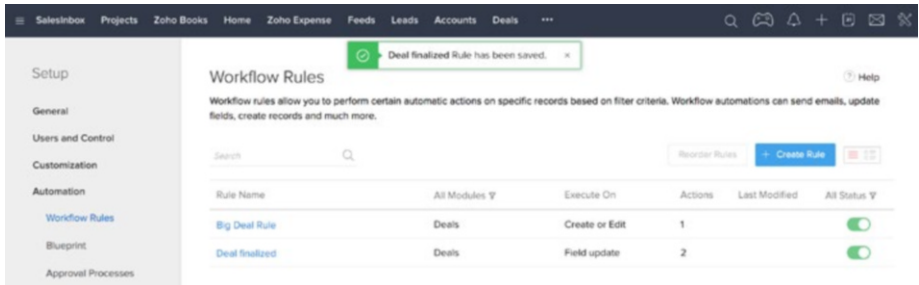 SalesInbox Projects Zoho Books Home Zoho Expense Feeds Leads Accounts Deals •••
Deal finalized Rule has been saved. ×
Setup
Workflow Rules
? Help
Workflow rules allow you to perform certain automatic actions on specific records based on filter criteria. Workflow automations can send emails, update
fields, create records and much more.
General
Users and Control
Customization
Automation
Workflow Rules
Blueprint
Approval Processes
Search
Reorder Rules + Create Rule
Rule Name All Modules Execute On Actions Last Modified All Status
Big Deal Rule Deals Create or Edit 1
Deal finalized Deals Field update 2